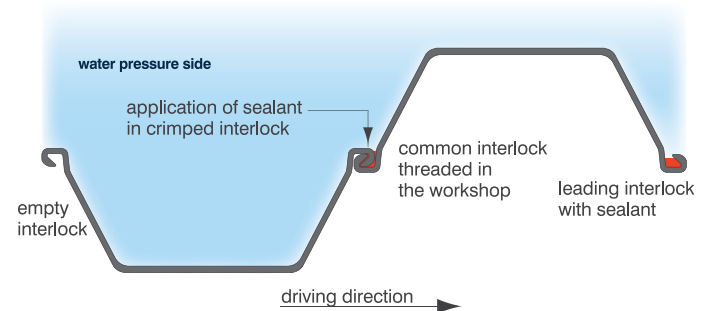 water pressure side
application of sealant
in crimped interlock
common interlock
threaded in
the workshop
leading interlock
with sealant
empty
interlock
driving direction